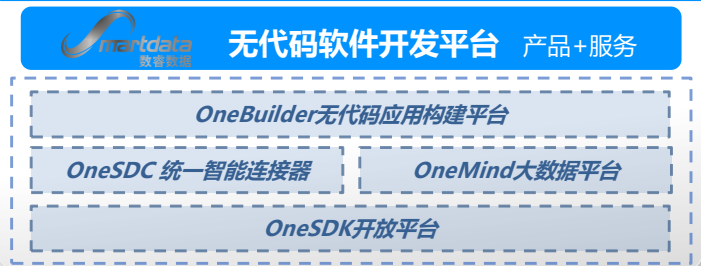 Smartdata
数睿数据
无代码软件开发平台 产品+服务
OneBuilder无代码应用构建平台
OneSDC 统一智能连接器
OneMind大数据平台
OneSDK开放平台